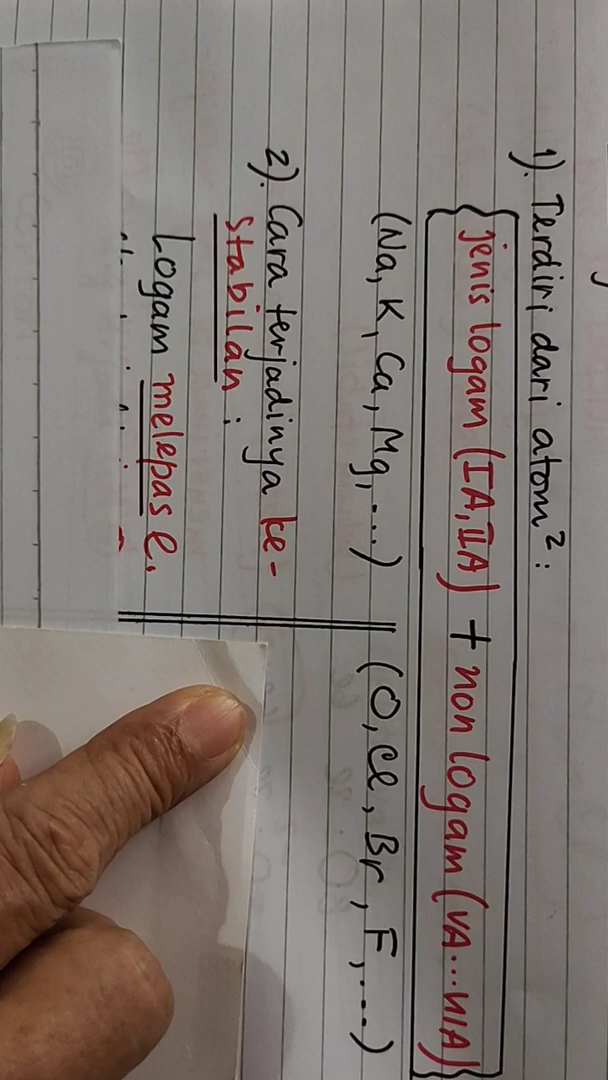 1). Terdiri dari atom²:
jenis logam (IA, IIA) + non logam (VA...VIIA)
(Na, K, Ca, Mg, ...) (O, Cl, Br, F, ...)
2). Cara terjadinya ke-
stabilan :
Logam melepas e.